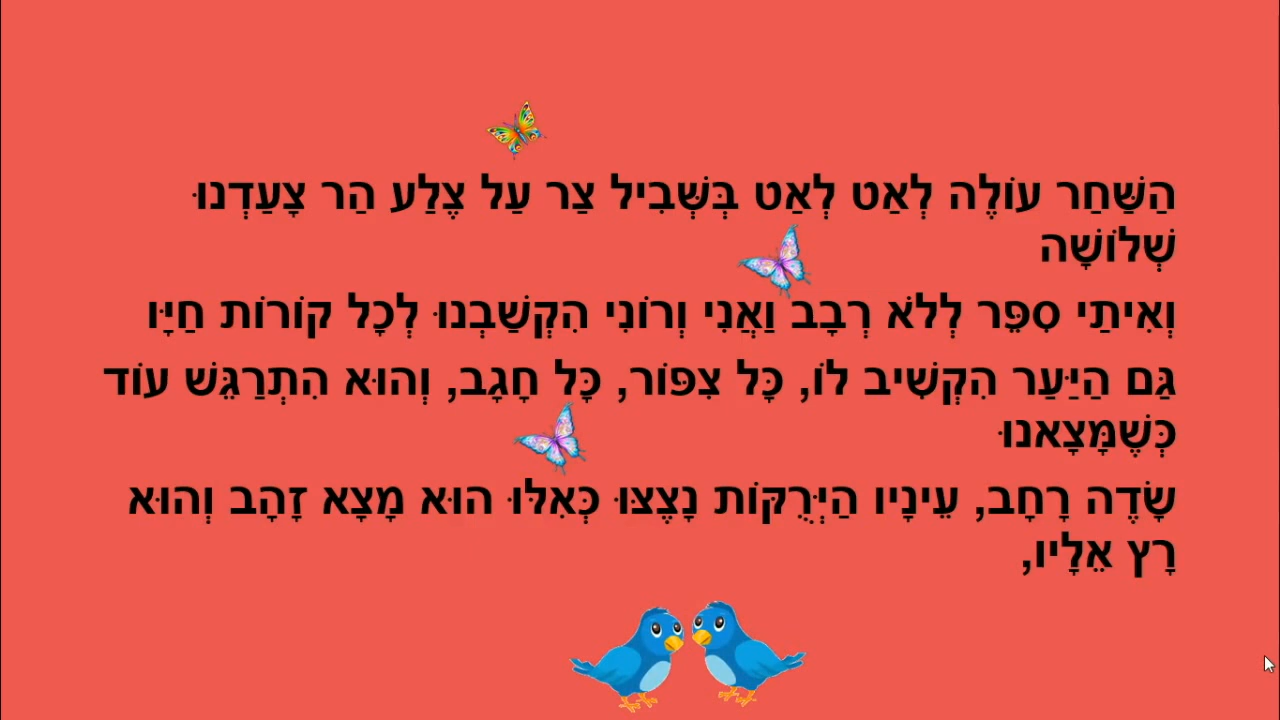 הַשַּׁחַר עוֹלֶה לְאַט לְאַט בְּשְּׁבִיל צַר עַל צֶלַע הַר צָעַדְנוּ
שְׁלוֹשָׁה
וְאִיתַי סִפֵּר לְלֹא רְבָב וַאֲנִי וְרוֹנִי הִקְשַׁבְנוּ לְכָל קוֹרוֹת חַיָּיו
גַּם הַיַּעַר הִקְשִׁיב לוֹ, כָּל צִפּוֹר, כָּל חָגָב, וְהוּא הִתְרַגֵּשׁ עוֹד
כְּשֶׁמָּצָאנוּ
שָׂדֶה רָחָב, עֵינָיו הַיְּרֻקּוֹת נָצֶצוּ כְּאִלּוּ הוּא מָצָא זָהָב וְהוּא
רָץ אֵלָיו,